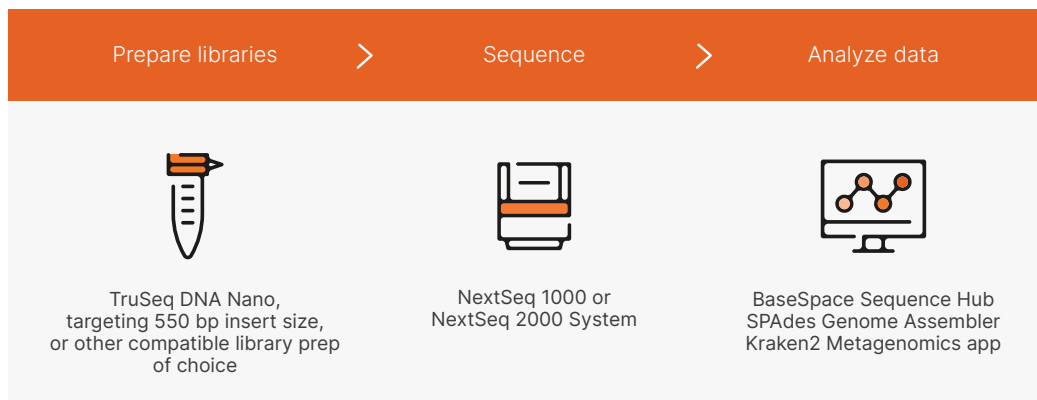 Prepare libraries
Sequence
Analyze data
TruSeq DNA Nano,
targeting 550 bp insert size,
or other compatible library prep
of choice
NextSeq 1000 or
NextSeq 2000 System
BaseSpace Sequence Hub
SPAdes Genome Assembler
Kraken2 Metagenomics app